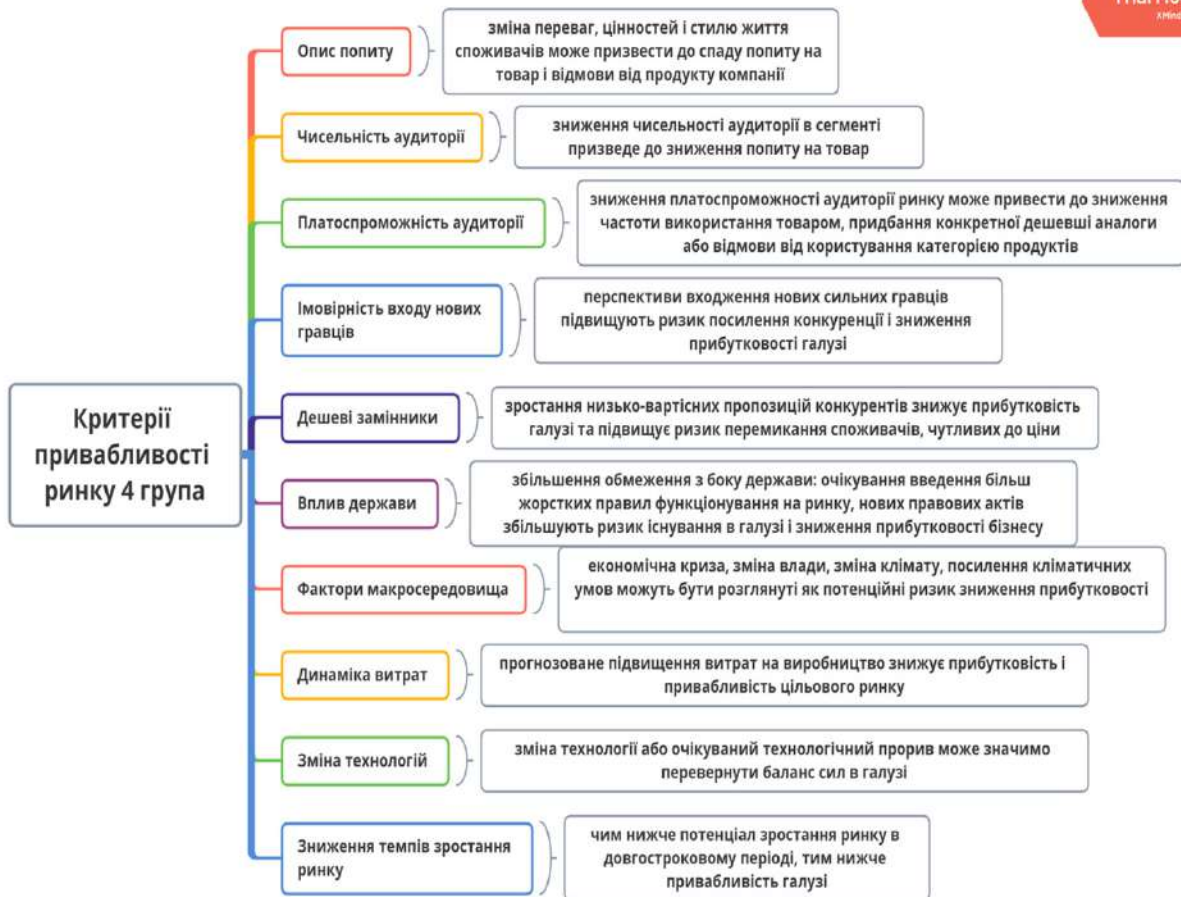 XMind
Критерії
привабливості
ринку 4 група
Опис попиту
зміна переваг, цінностей і стилю життя
споживачів може призвести до спаду попиту на
товар і відмови від продукту компанії
Чисельність аудиторії
зниження чисельності аудиторії в сегменті
призведе до зниження попиту на товар
Платоспроможність аудиторії
зниження платоспроможності аудиторії ринку може привести до зниження
частоти використання товаром, придбання конкретної дешевші аналоги
або відмови від користування категорією продуктів
Імовірність входу нових
гравців
перспективи входження нових сильних гравців
підвищують ризик посилення конкуренції і зниження
прибутковості галузі
Дешеві замінники
зростання низько-вартісних пропозицій конкурентів знижує прибутковість
галузі та підвищує ризик перемикання споживачів, чутливих до ціни
Вплив держави
збільшення обмеження з боку держави: очікування введення більш
жорстких правил функціонування на ринку, нових правових актів
збільшують ризик існування в галузі і зниження прибутковості бізнесу
Фактори макросередовища
економічна криза, зміна влади, зміна клімату, посилення кліматичних
умов можуть бути розглянуті як потенційні ризик зниження прибутковості
Динаміка витрат
прогнозоване підвищення витрат на виробництво знижує прибутковість і
привабливість цільового ринку
Зміна технологій
зміна технології або очікуваний технологічний прорив може значимо
перевернути баланс сил в галузі
Зниження темпів зростання
ринку
чим нижче потенціал зростання ринку в
довгостроковому періоді, тим нижче
привабливість галузі